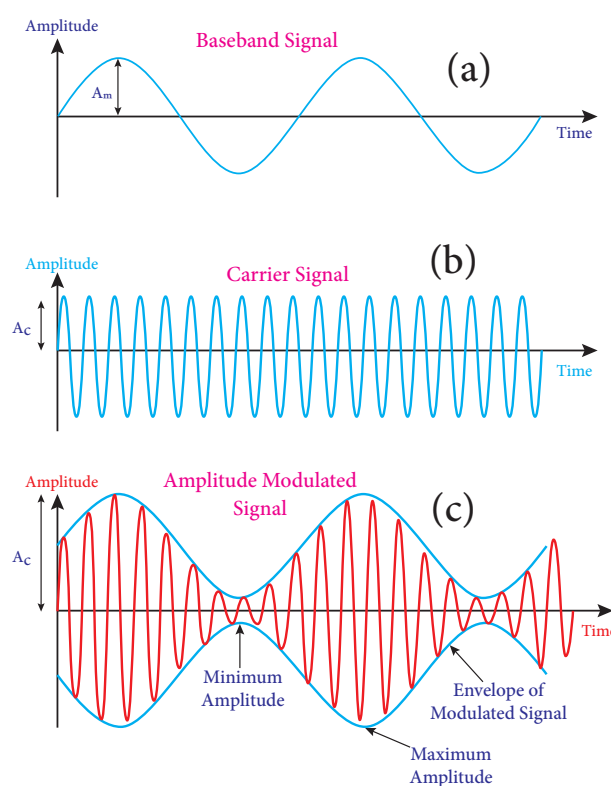 Amplitude
Baseband Signal
(a)
Am
Time
(b)
Amplitude
Carrier Signal
Ac
Time
Amplitude
Amplitude Modulated
Signal
(c)
Ac
Time
Minimum
Amplitude
Envelope of
Modulated Signal
Maximum
Amplitude